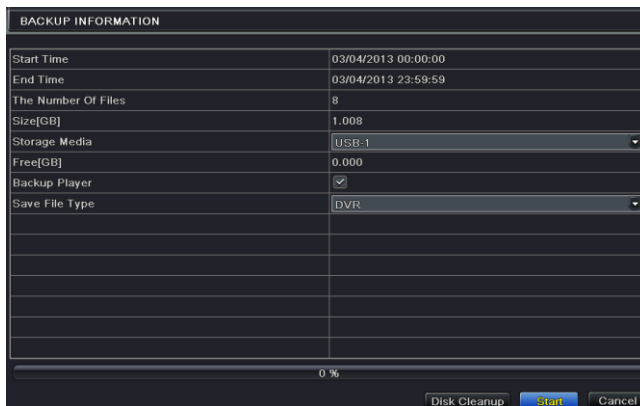 BACKUP INFORMATION
Start Time 03/04/2013 00:00:00
End Time 03/04/2013 23:59:59
The Number Of Files 8
Size[GB] 1.008
Storage Media USB-1
Free[GB] 0.000
Backup Player
Save File Type DVR
0 %
Disk Cleanup Start Cancel